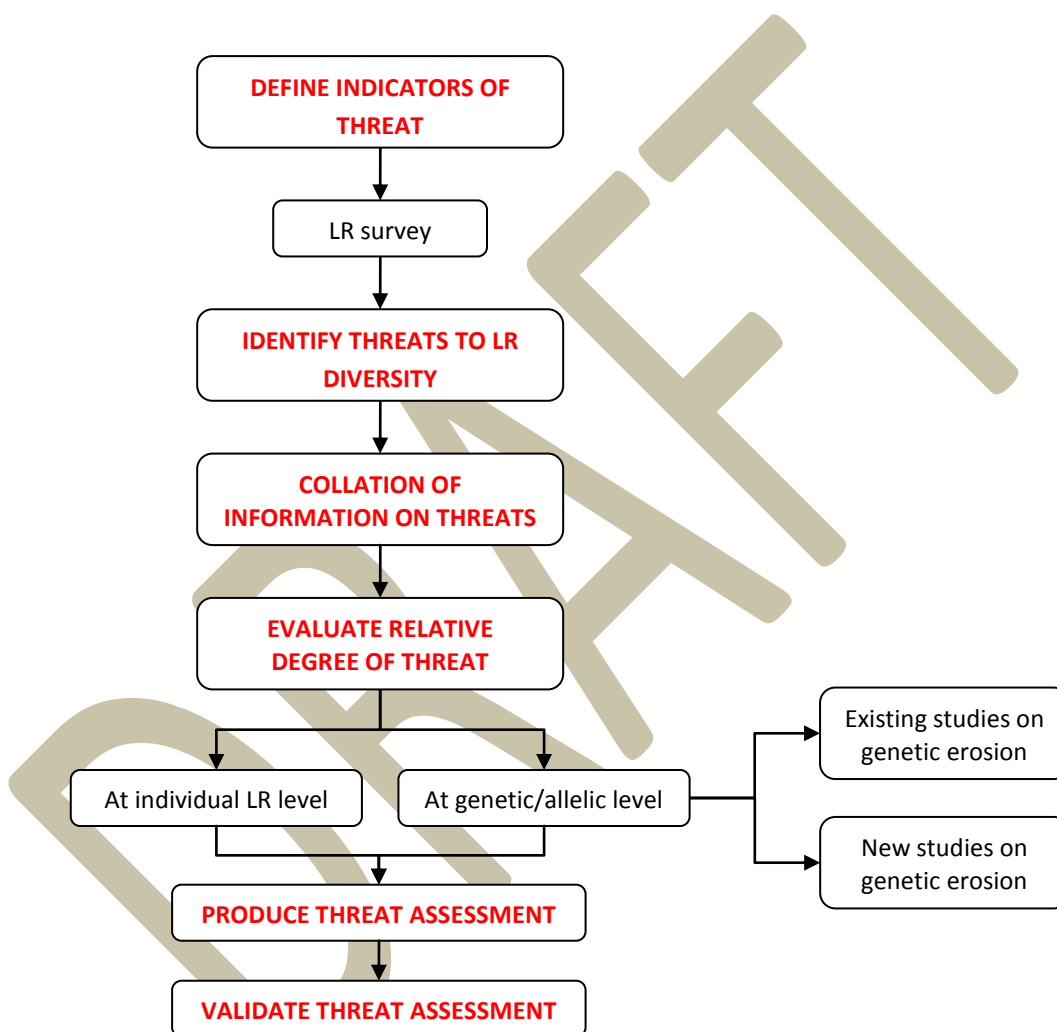 DEFINE INDICATORS OF
THREAT
LR survey
IDENTIFY THREATS TO LR
DIVERSITY
COLLATION OF
INFORMATION ON THREATS
EVALUATE RELATIVE
DEGREE OF THREAT
At individual LR level
At genetic/allelic level
Existing studies on
genetic erosion
New studies on
genetic erosion
PRODUCE THREAT ASSESSMENT
VALIDATE THREAT ASSESSMENT
DRAFT